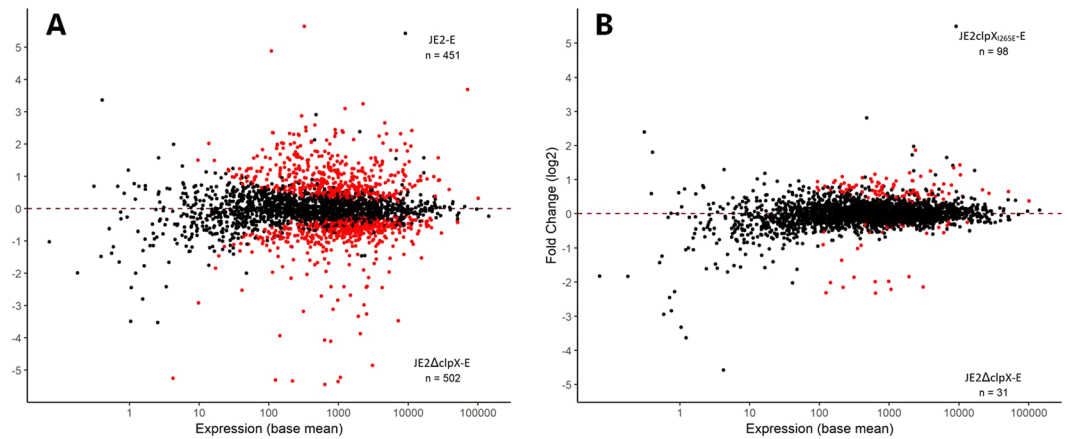 A
JE2-E
n = 451
5
4
3
2
1
0
-1
-2
-3
-4
-5
JE2ΔclpX-E
n = 502
1
10
100
1000
10000
100000
Expression (base mean)
B
JE2clpX I265E-E
n = 98
Fold Change (log2)
5
4
3
2
1
0
-1
-2
-3
-4
-5
JE2ΔclpX-E
n = 31
1
10
100
1000
10000
100000
Expression (base mean)